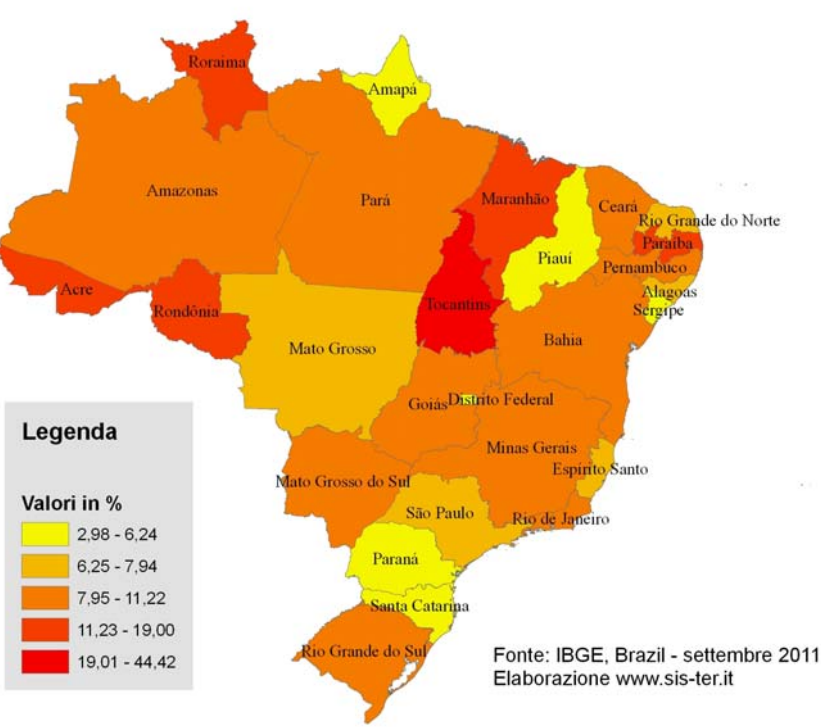 Roraima
Amapá
Amazonas
Pará
Maranhão
Ceará
Rio Grande do Norte
Paraíba
Piauí
Pernambuco
Acre
Alagoas
Tocantins
Rondônia
Sergipe
Bahia
Mato Grosso
Goiás
Distrito Federal
Minas Gerais
Espírito Santo
Mato Grosso do Sul
São Paulo
Rio de Janeiro
Paraná
Santa Catarina
Rio Grande do Sul
Legenda
Valori in %
2,98 - 6,24
6,25 - 7,94
7,95 - 11,22
11,23 - 19,00
19,01 - 44,42
Fonte: IBGE, Brazil - settembre 2011
Elaborazione www.sis-ter.it